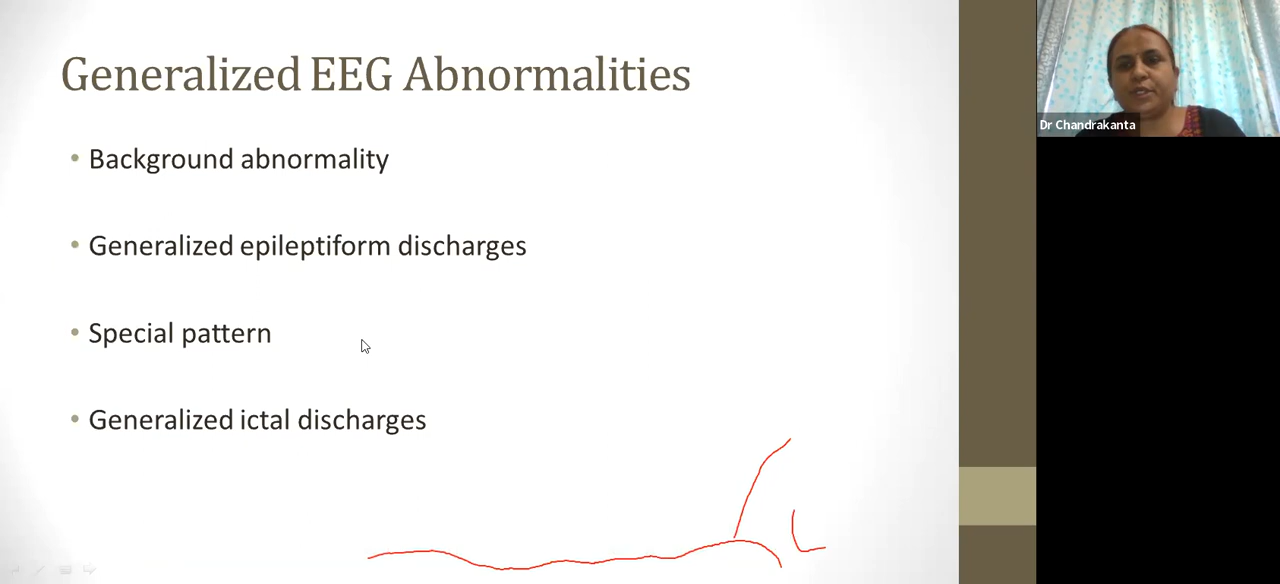 Generalized EEG Abnormalities
• Background abnormality
• Generalized epileptiform discharges
• Special pattern
• Generalized ictal discharges
Dr Chandrakanta